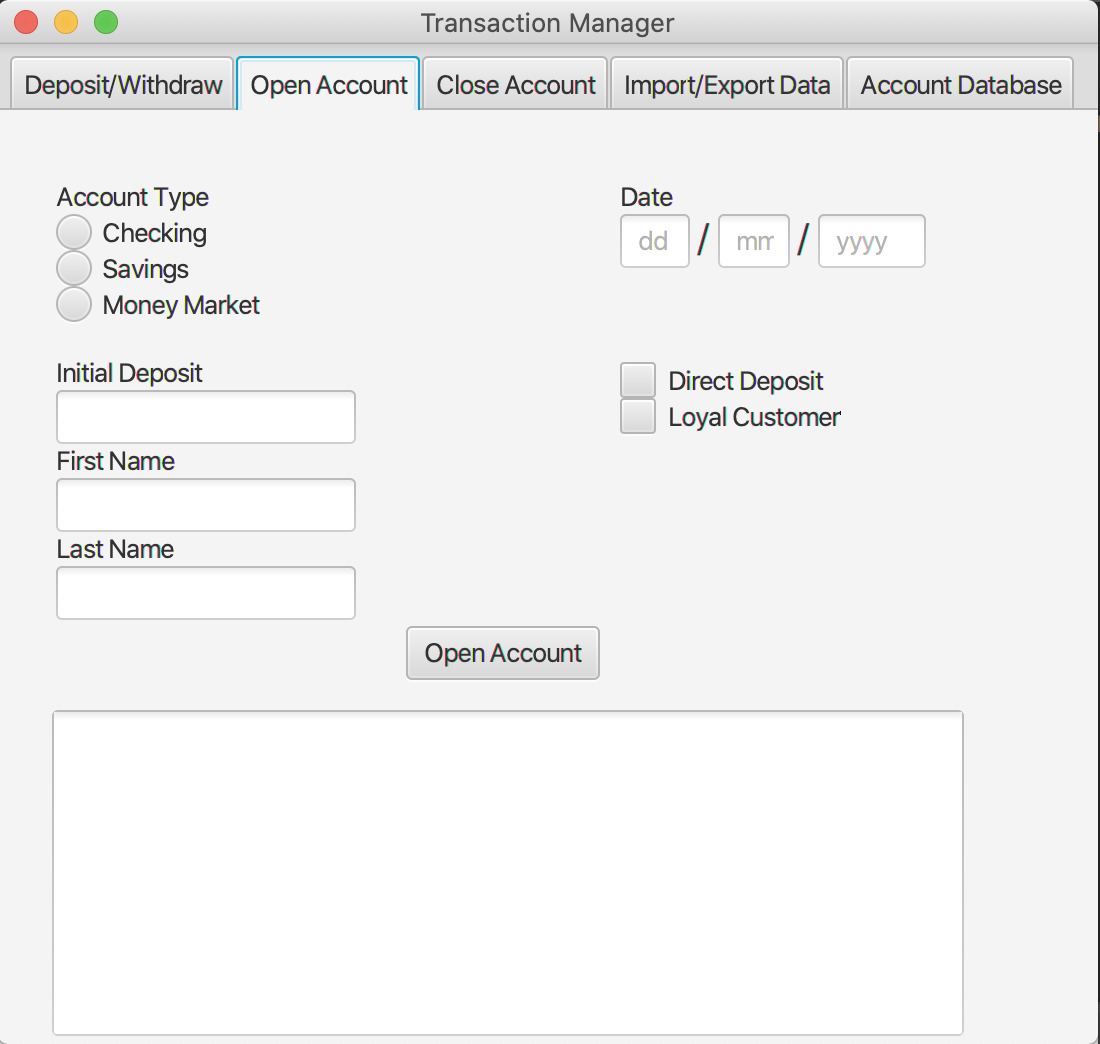 Transaction Manager
Deposit/Withdraw Open Account Close Account Import/Export Data Account Database
Account Type
Checking
Savings
Money Market
Date
dd / mm / yyyy
Initial Deposit
First Name
Last Name
Direct Deposit
Loyal Customer
Open Account